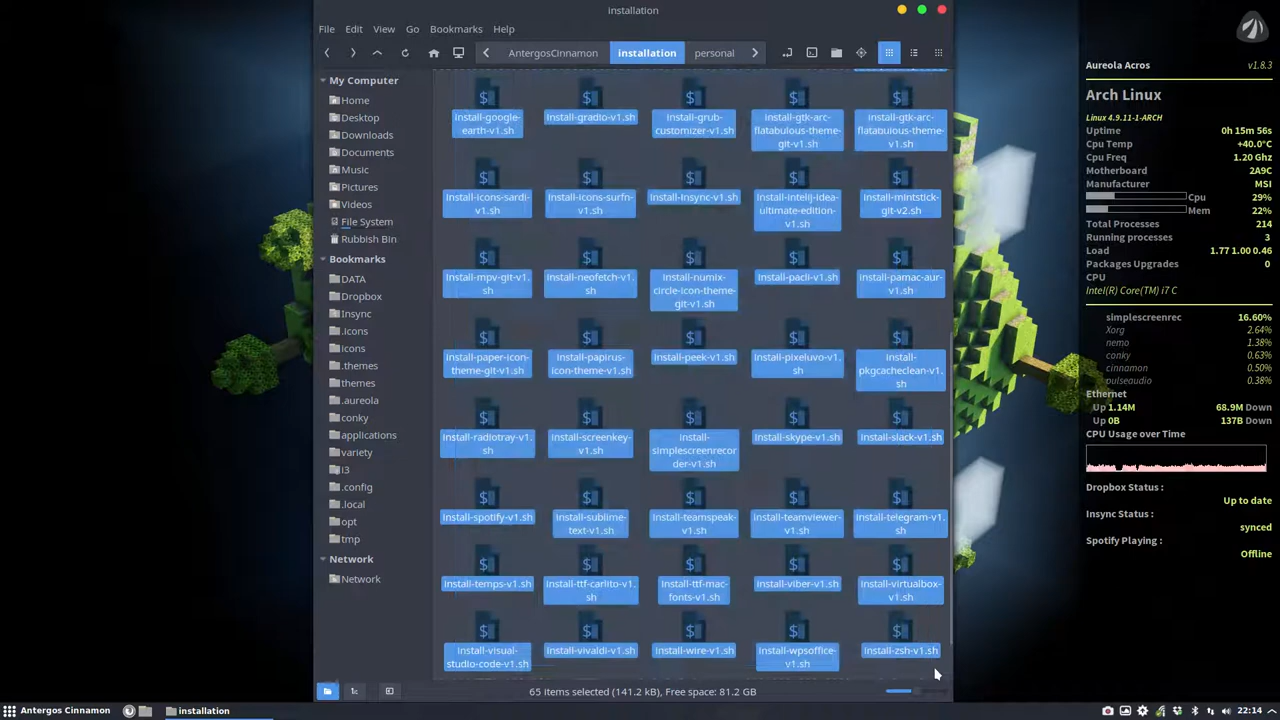 installation
File Edit View Go Bookmarks Help
AntergosCinnamon installation personal
My Computer
Home
Desktop
Downloads
Documents
Music
Pictures
Videos
File System
Rubbish Bin
Bookmarks
DATA
Dropbox
Insync
.icons
icons
.themes
themes
.aureola
conky
applications
variety
i3
.config
.local
opt
tmp
Network
Network
install-google-
earth-v1.sh
install-gradio-v1.sh
install-grub-
customizer-v1.sh
install-gtk-arc-
flatabulous-theme-
git-v1.sh
install-gtk-arc-
flatabulous-theme-
v1.sh
install-icons-sardi-
v1.sh
install-icons-surfn-
v1.sh
install-insync-v1.sh
install-intelij-idea-
ultimate-edition-
v1.sh
install-mintstick-
git-v2.sh
install-mpv-git-v1.
sh
install-neofetch-v1.
sh
install-numix-
circle-icon-theme-
git-v1.sh
install-pacli-v1.sh
install-pamac-aur-
v1.sh
install-paper-icon-
theme-git-v1.sh
install-papirus-
icon-theme-v1.sh
install-peek-v1.sh
install-pixeluvo-v1.
sh
install-
pkgcacheclean-v1.
sh
install-radiotray-v1.
sh
install-screenkey-
v1.sh
install-
simplescreenrecor
der-v1.sh
install-skype-v1.sh
install-slack-v1.sh
install-spotify-v1.sh
install-sublime-
text-v1.sh
install-teamspeak-
v1.sh
install-teamviewer-
v1.sh
install-telegram-v1.
sh
install-temps-v1.sh
install-ttf-carlito-v1.
sh
install-ttf-mac-
fonts-v1.sh
install-viber-v1.sh
install-virtualbox-
v1.sh
install-visual-
studio-code-v1.sh
install-vivaldi-v1.sh
install-wire-v1.sh
install-wpsoffice-
v1.sh
install-zsh-v1.sh
65 items selected (141.2 kB), Free space: 81.2 GB
Aureola Acros v1.8.3
Arch Linux
Linux 4.9.11-1-ARCH
Uptime 0h 15m 56s
Cpu Temp +40.0°C
Cpu Freq 1.20 Ghz
Motherboard 2A9C
Manufacturer MSI
Cpu 29%
Mem 22%
Total Processes 214
Running processes 3
Load 1.77 1.00 0.46
Packages Upgrades 0
CPU
Intel(R) Core(TM) i7 C
simplescreenrec 16.60%
Xorg 2.64%
nemo 1.38%
conky 0.63%
cinnamon 0.50%
pulseaudio 0.38%
Ethernet
Up 1.14M 68.9M Down
Up 0B 137B Down
CPU Usage over Time
Dropbox Status :
Up to date
Insync Status :
synced
Spotify Playing :
Offline
Antergos Cinnamon installation 22:14